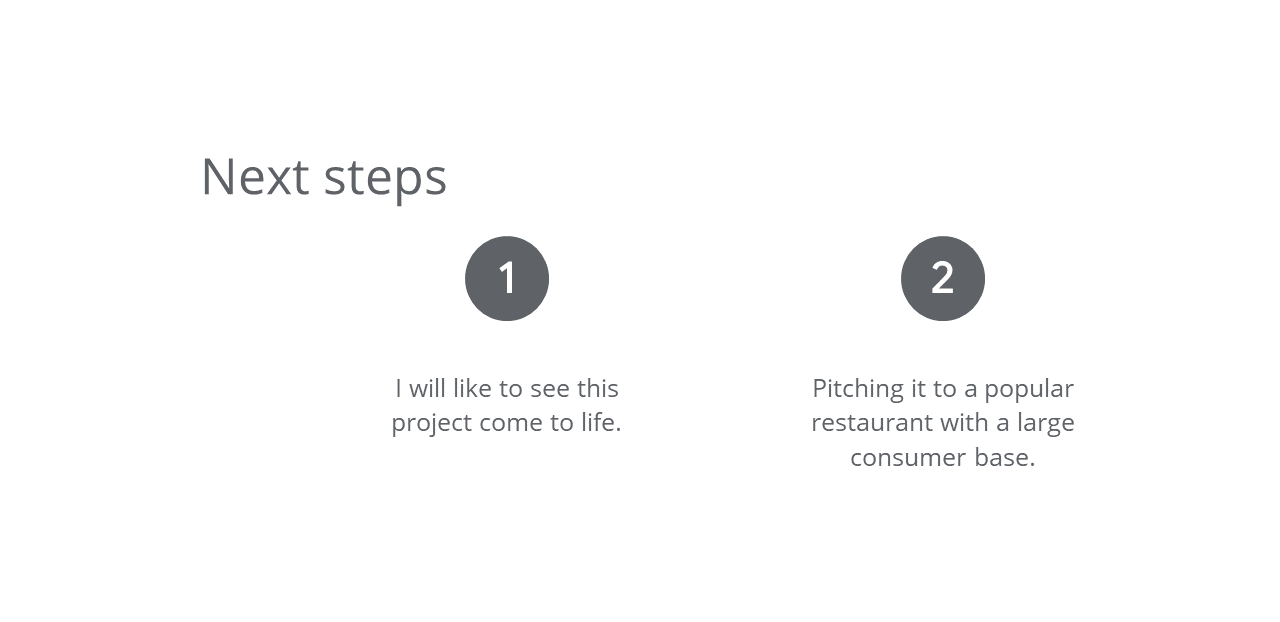 Next steps
1
I will like to see this
project come to life.
2
Pitching it to a popular
restaurant with a large
consumer base.